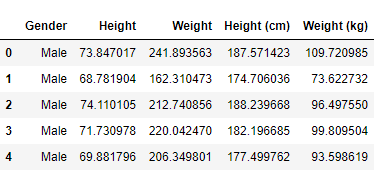 Gender Height Weight Height (cm) Weight (kg)
0 Male 73.847017 241.893563 187.571423 109.720985
1 Male 68.781904 162.310473 174.706036 73.622732
2 Male 74.110105 212.740856 188.239668 96.497550
3 Male 71.730978 220.042470 182.196685 99.809504
4 Male 69.881796 206.349801 177.499762 93.598619